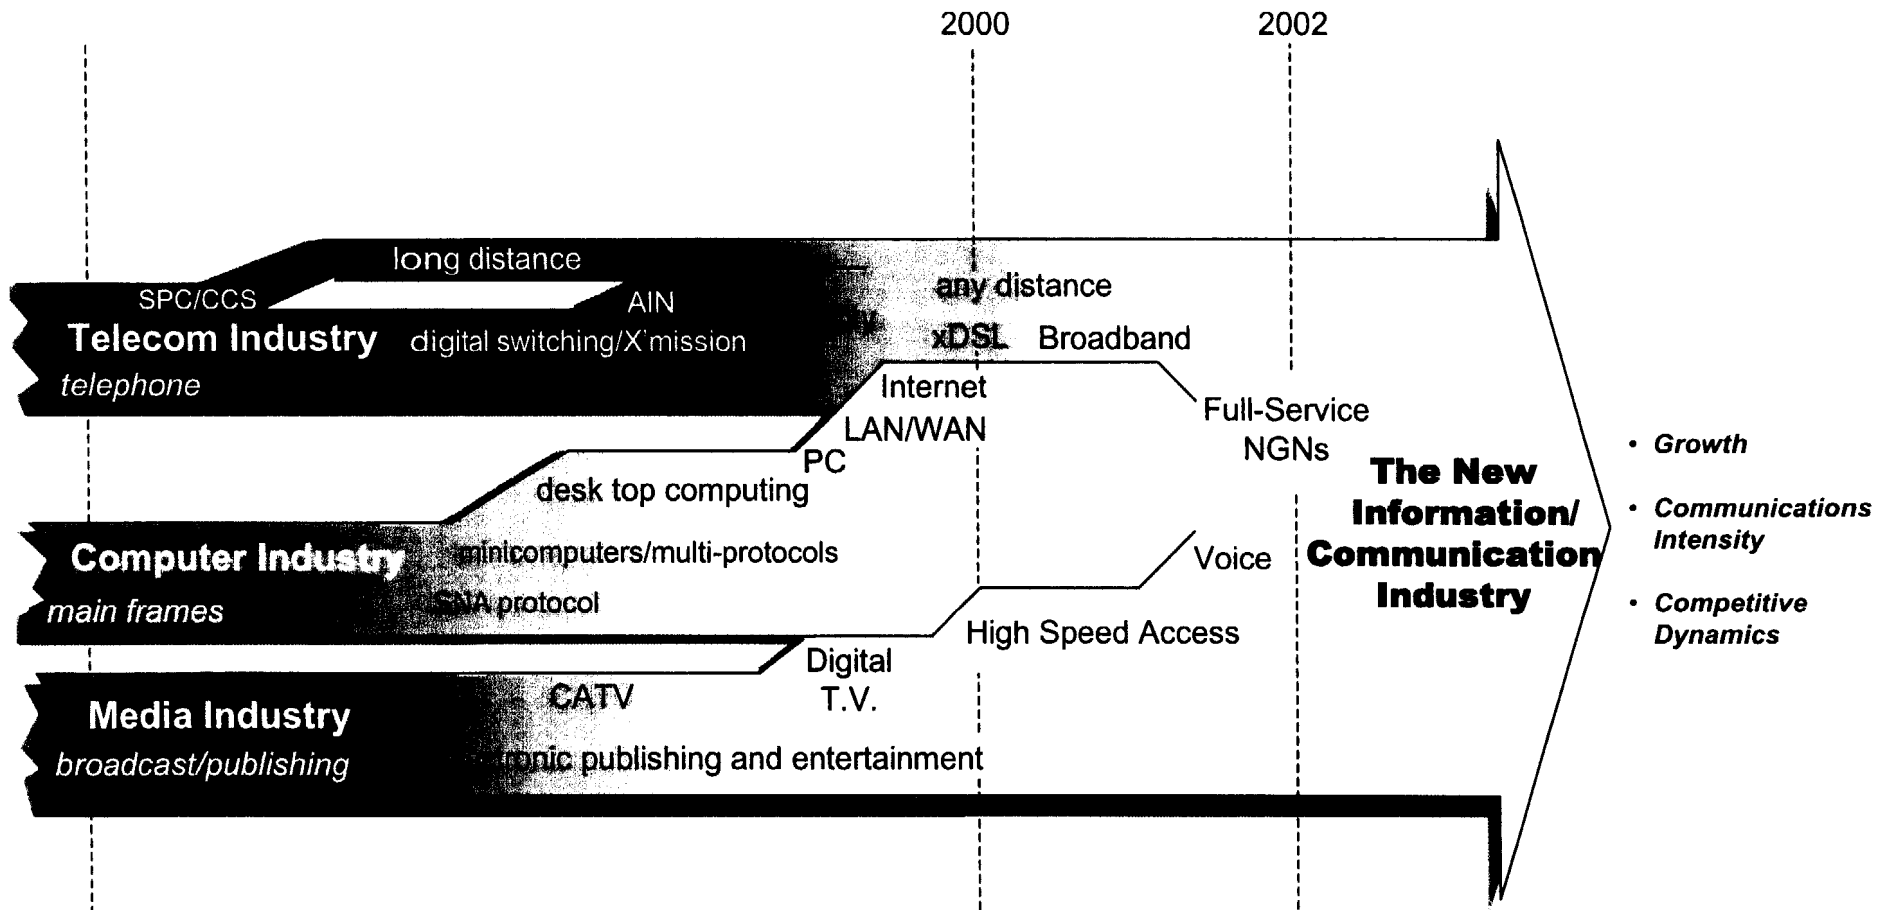 2000
2002
long distance
SPC/CCS
AIN
any distance
Telecom Industry
digital switching/X'mission
xDSL
Broadband
telephone
Internet
LAN/WAN
PC
Full-Service
NGNs
desk top computing
The New
Information/
Communication
Industry
Computer Industry
minicomputers/multi-protocols
main frames
SNA protocol
Voice
High Speed Access
Digital
T.V.
Media Industry
CATV
broadcast/publishing
publishing and entertainment
• Growth
• Communications
Intensity
• Competitive
Dynamics